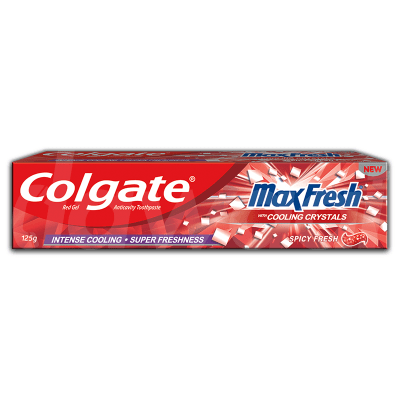 Colgate®
Red Gel Anticavity Toothpaste
125g
INTENSE COOLING • SUPER FRESHNESS
NEW
MaxFresh
WITH COOLING CRYSTALS
SPICY FRESH